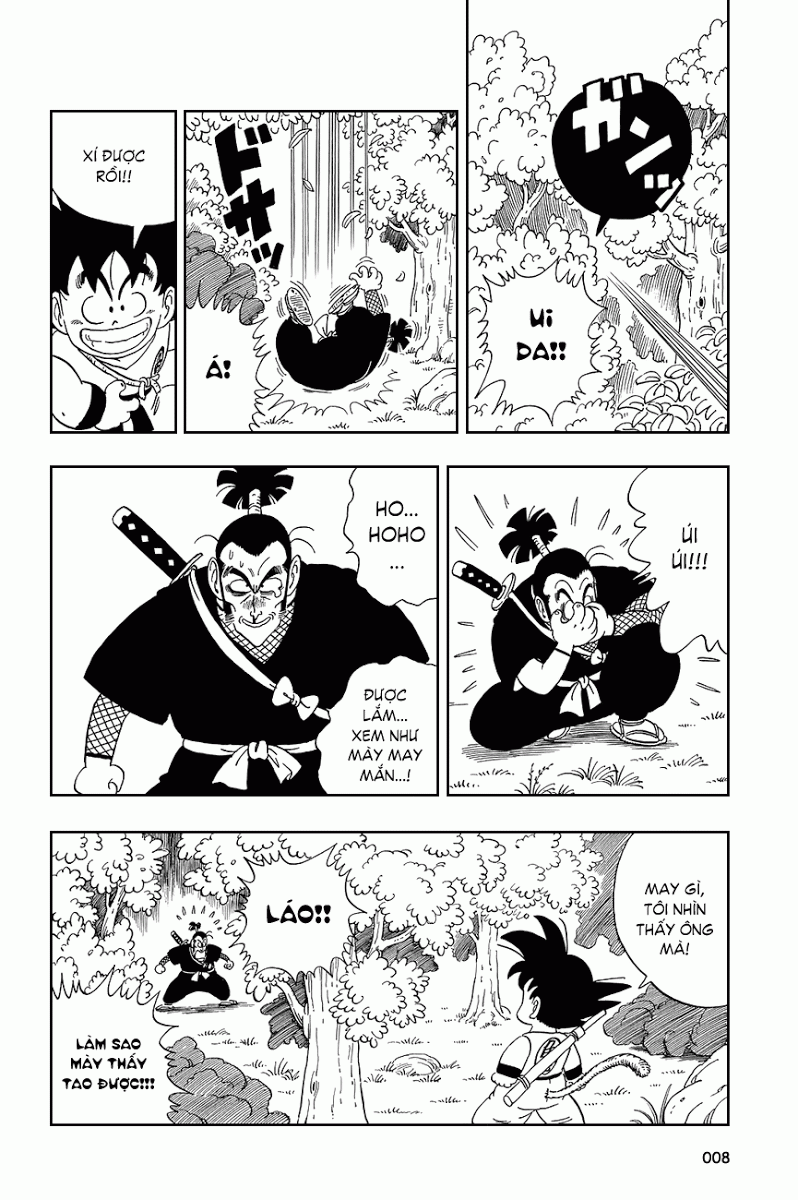 ガンッ
UI
DA!!
ドサッ
Á!
XÍ ĐƯỢC
RỒI!!
ÚI
ÚI!!!
HO...
HOHO
...
ĐƯỢC
LẮM...
XEM NHƯ
MÀY MAY
MẮN...!
MAY GÌ,
TÔI NHÌN
THẤY ÔNG
MÀ!
LÁO!!
LÀM SAO
MÀY THẤY
TAO ĐƯỢC!!!
008